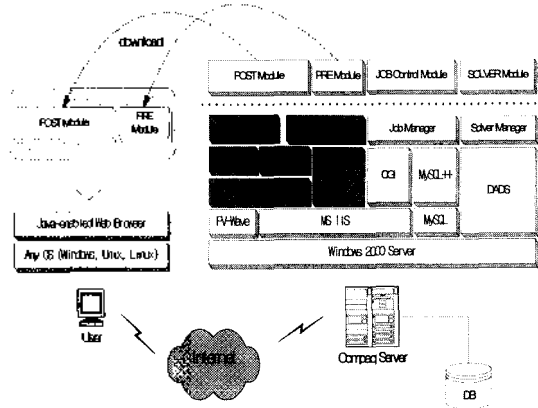 download
POST Module
PRE Module
JOB Control Module
SOLVER Module
POST Module
PRE
Module
Job Manager
Solver Manager
CGI
MySQL++
DADS
PV-Wave
MS IIS
MySQL
Windows 2000 Server
Java-enabled Web Browser
Any OS (Windows, Unix, Linux)
User
Internet
Compaq Server
DB